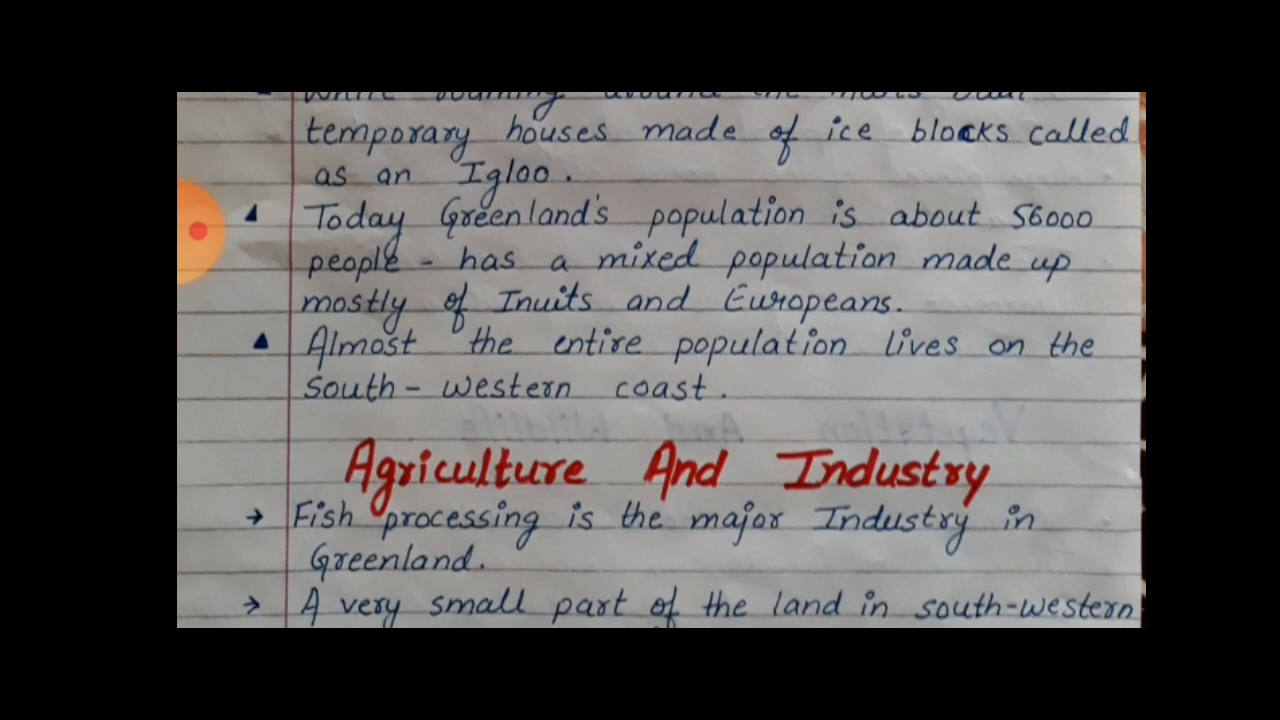 temporary houses made of ice blocks called
as an Igloo.
Today Greenland's population is about 56000
people - has a mixed population made up
mostly of Inuits and Europeans.
Almost the entire population lives on the
South-western coast.
Agriculture And Industry
→ Fish processing is the major Industry in
Greenland.
→ A very small part of the land in south-western